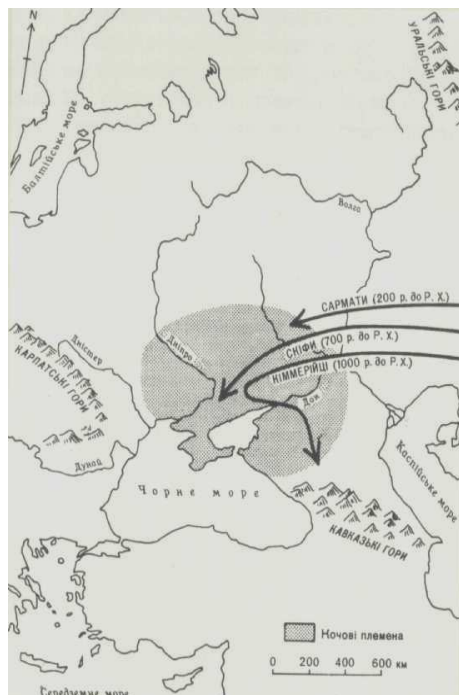 N
УРАЛЬСЬКІ ГОРИ
Балтійське море
Волга
САРМАТИ (200 р. до Р. Х.)
СКІФИ (700 р. до Р. Х.)
КІММЕРІЙЦІ (1000 р. до Р. Х.)
Дніпро
Дністер
КАРПАТСЬКІ ГОРИ
Дон
Дунай
Чорне море
Каспійське море
КАВКАЗЬКІ ГОРИ
Кочові племена
0 200 400 600 км
Середземне море